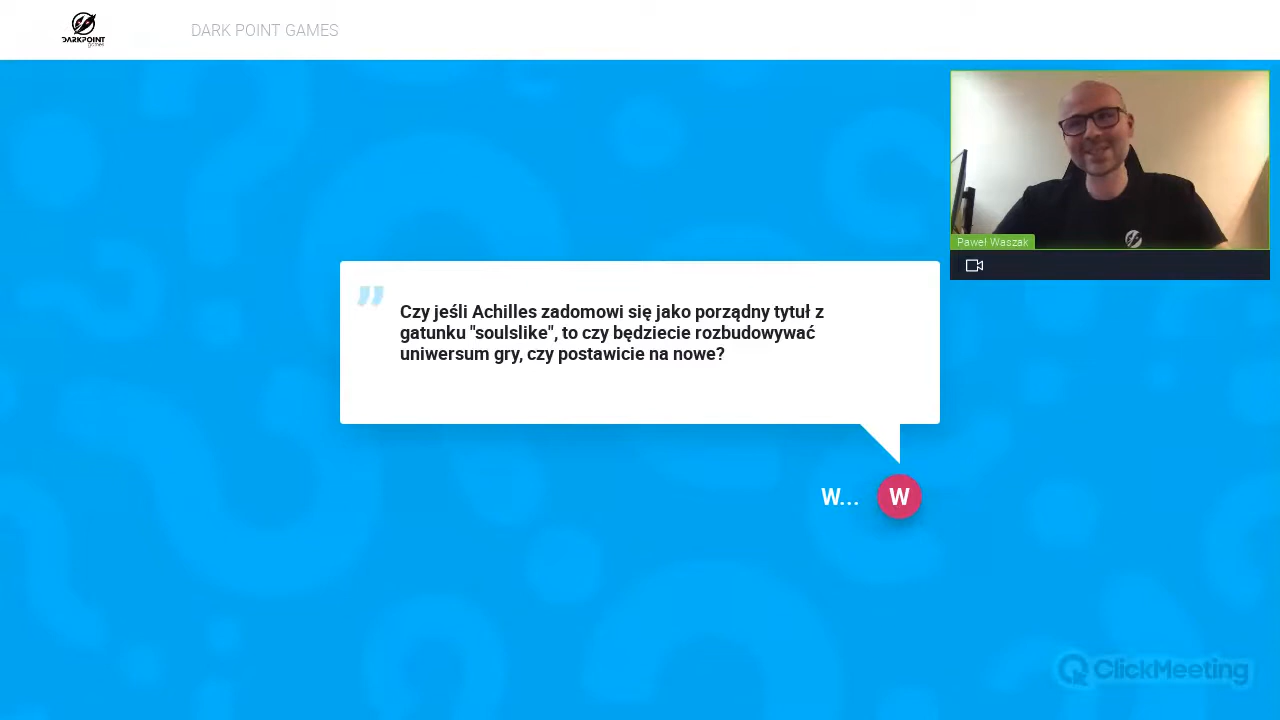 DARKPOINT
games
DARK POINT GAMES
Paweł Waszak
”
Czy jeśli Achilles zadomowi się jako porządny tytuł z
gatunku "soulslike", to czy będziecie rozbudowywać
uniwersum gry, czy postawicie na nowe?
W... W
ClickMeeting